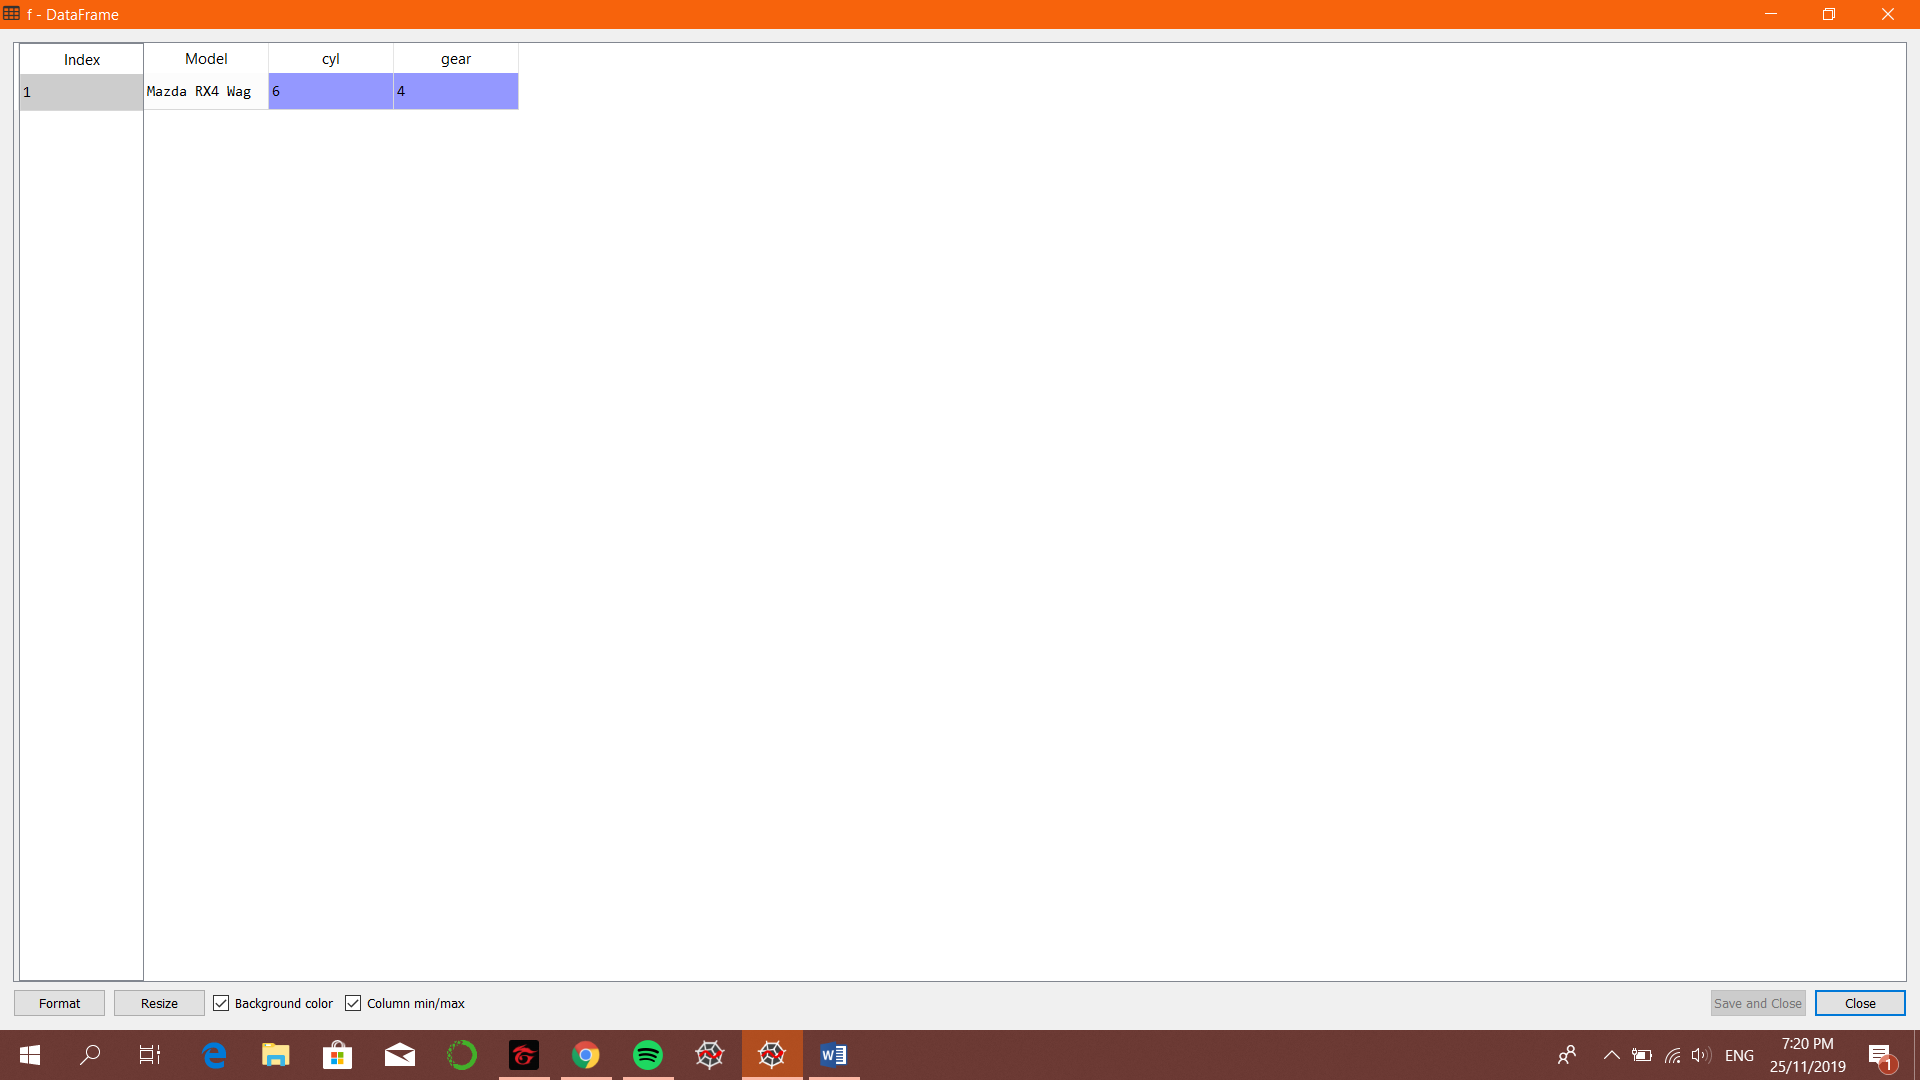 f - DataFrame
Index Model cyl gear
1 Mazda RX4 Wag 6 4
Format Resize Background color Column min/max Save and Close Close
ENG 7:20 PM
25/11/2019 1